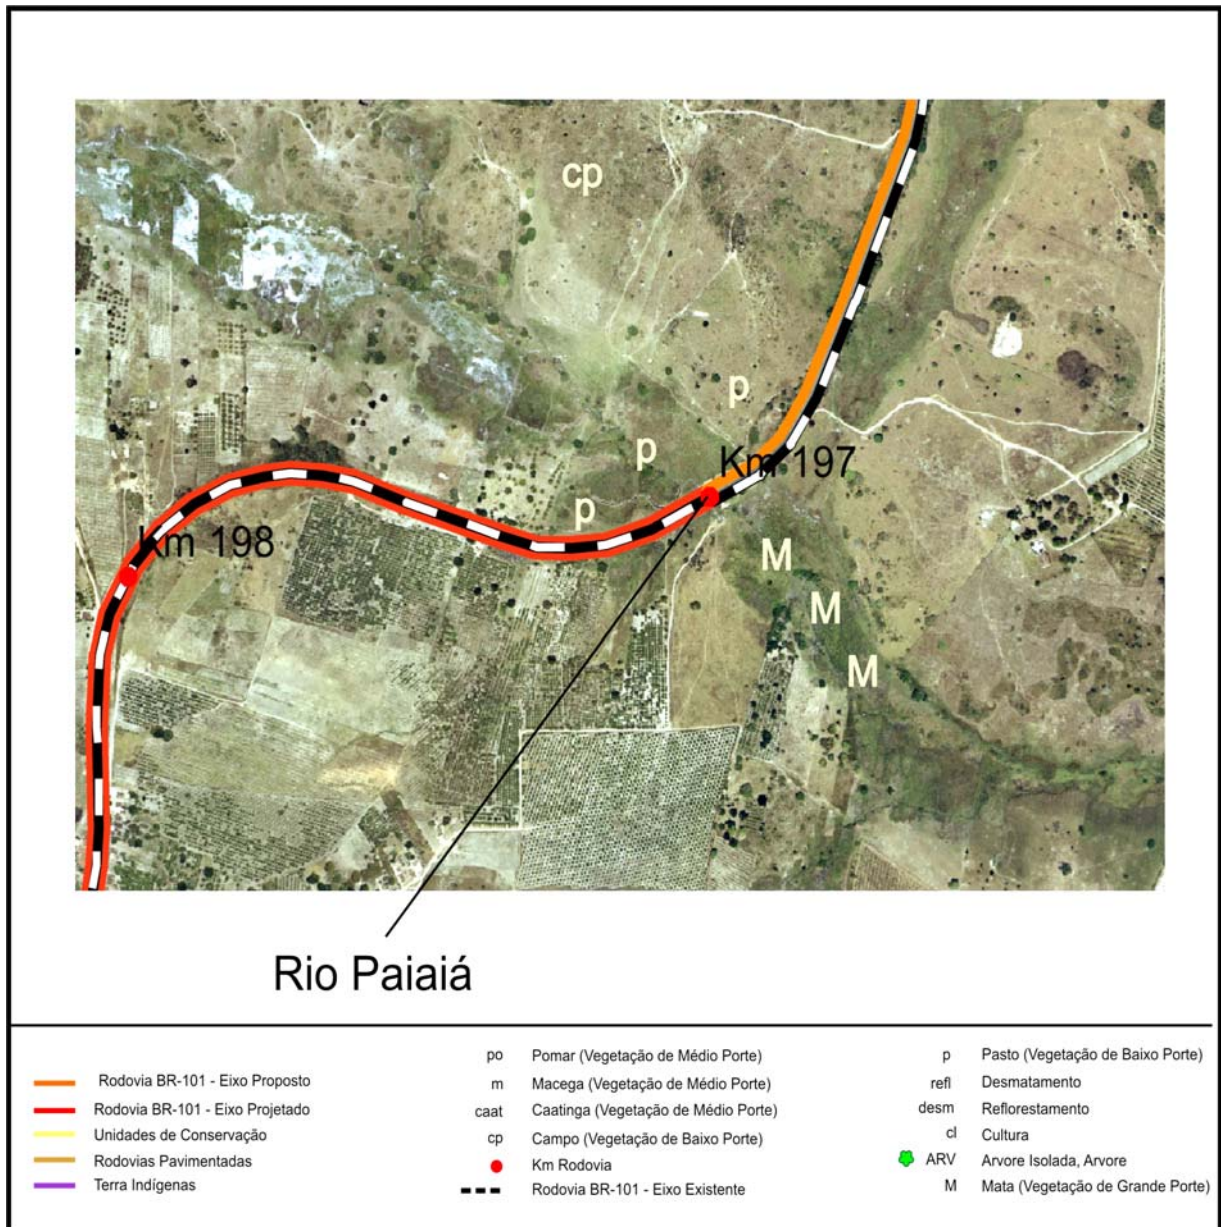 cp
p
p
Km 197
p
Km 198
M
M
M
Rio Paiaiá
Rodovia BR-101 - Eixo Proposto
Rodovia BR-101 - Eixo Projetado
Unidades de Conservação
Rodovias Pavimentadas
Terra Indígenas
po Pomar (Vegetação de Médio Porte)
m Macega (Vegetação de Médio Porte)
caat Caatinga (Vegetação de Médio Porte)
cp Campo (Vegetação de Baixo Porte)
Km Rodovia
Rodovia BR-101 - Eixo Existente
p Pasto (Vegetação de Baixo Porte)
refl Desmatamento
desm Reflorestamento
cl Cultura
ARV Arvore Isolada, Arvore
M Mata (Vegetação de Grande Porte)